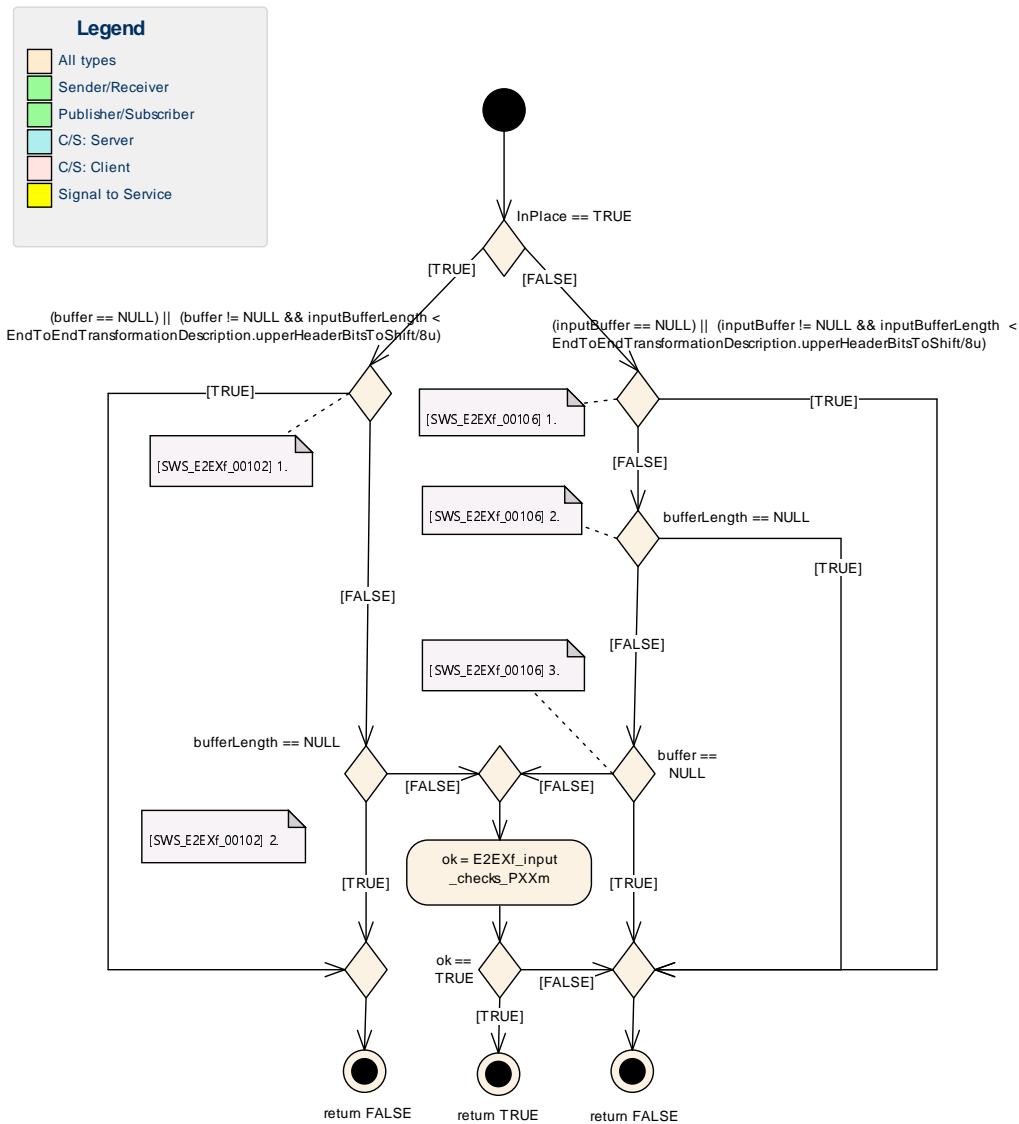 Legend
All types
Sender/Receiver
Publisher/Subscriber
C/S: Server
C/S: Client
Signal to Service
InPlace == TRUE
[TRUE]
[FALSE]
(buffer == NULL) ||  (buffer != NULL && inputBufferLength <
EndToEndTransformationDescription.upperHeaderBitsToShift/8u)
(inputBuffer == NULL) ||  (inputBuffer != NULL && inputBufferLength  <
EndToEndTransformationDescription.upperHeaderBitsToShift/8u)
[TRUE]
[TRUE]
[SWS_E2EXf_00106] 1.
[SWS_E2EXf_00102] 1.
[FALSE]
[SWS_E2EXf_00106] 2.
bufferLength == NULL
[TRUE]
[FALSE]
[FALSE]
[SWS_E2EXf_00106] 3.
bufferLength == NULL
buffer ==
NULL
[FALSE]
[FALSE]
[SWS_E2EXf_00102] 2.
ok = E2EXf_input
_checks_PXXm
[TRUE]
[TRUE]
ok ==
TRUE
[FALSE]
[TRUE]
return FALSE
return TRUE
return FALSE